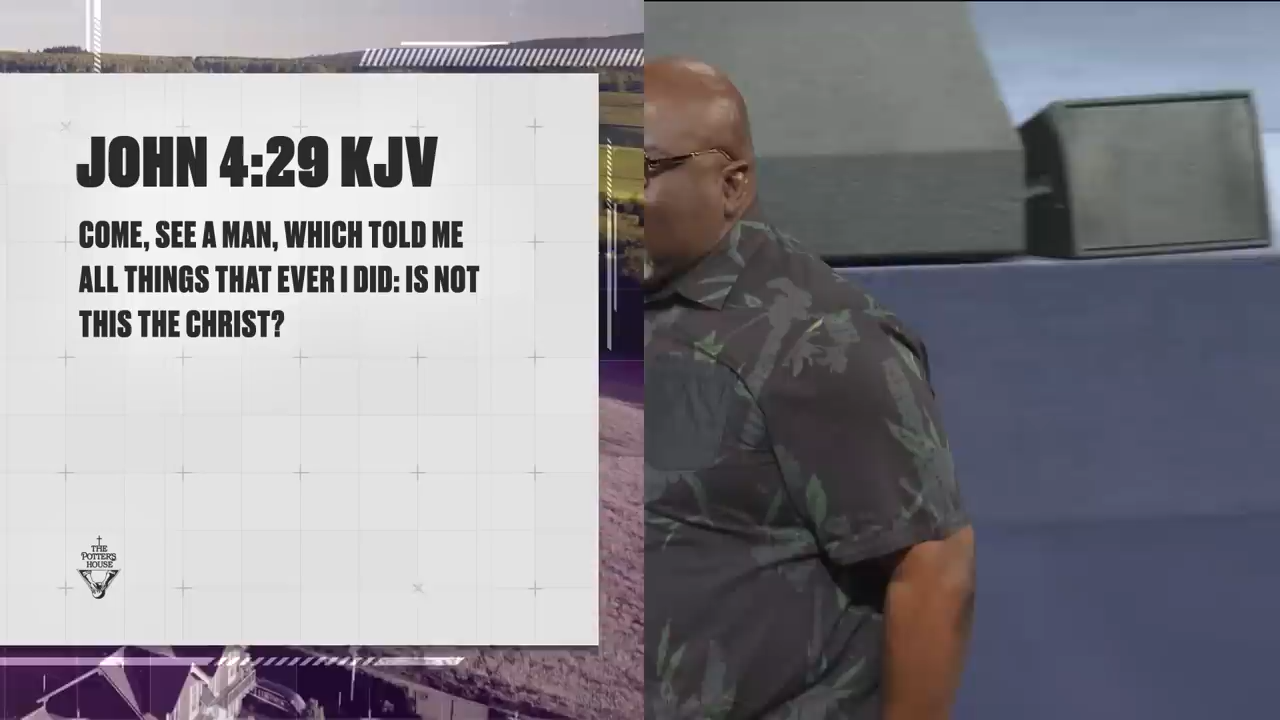 JOHN 4:29 KJV
COME, SEE A MAN, WHICH TOLD ME
ALL THINGS THAT EVER I DID: IS NOT
THIS THE CHRIST?
THE
POTTER'S
HOUSE